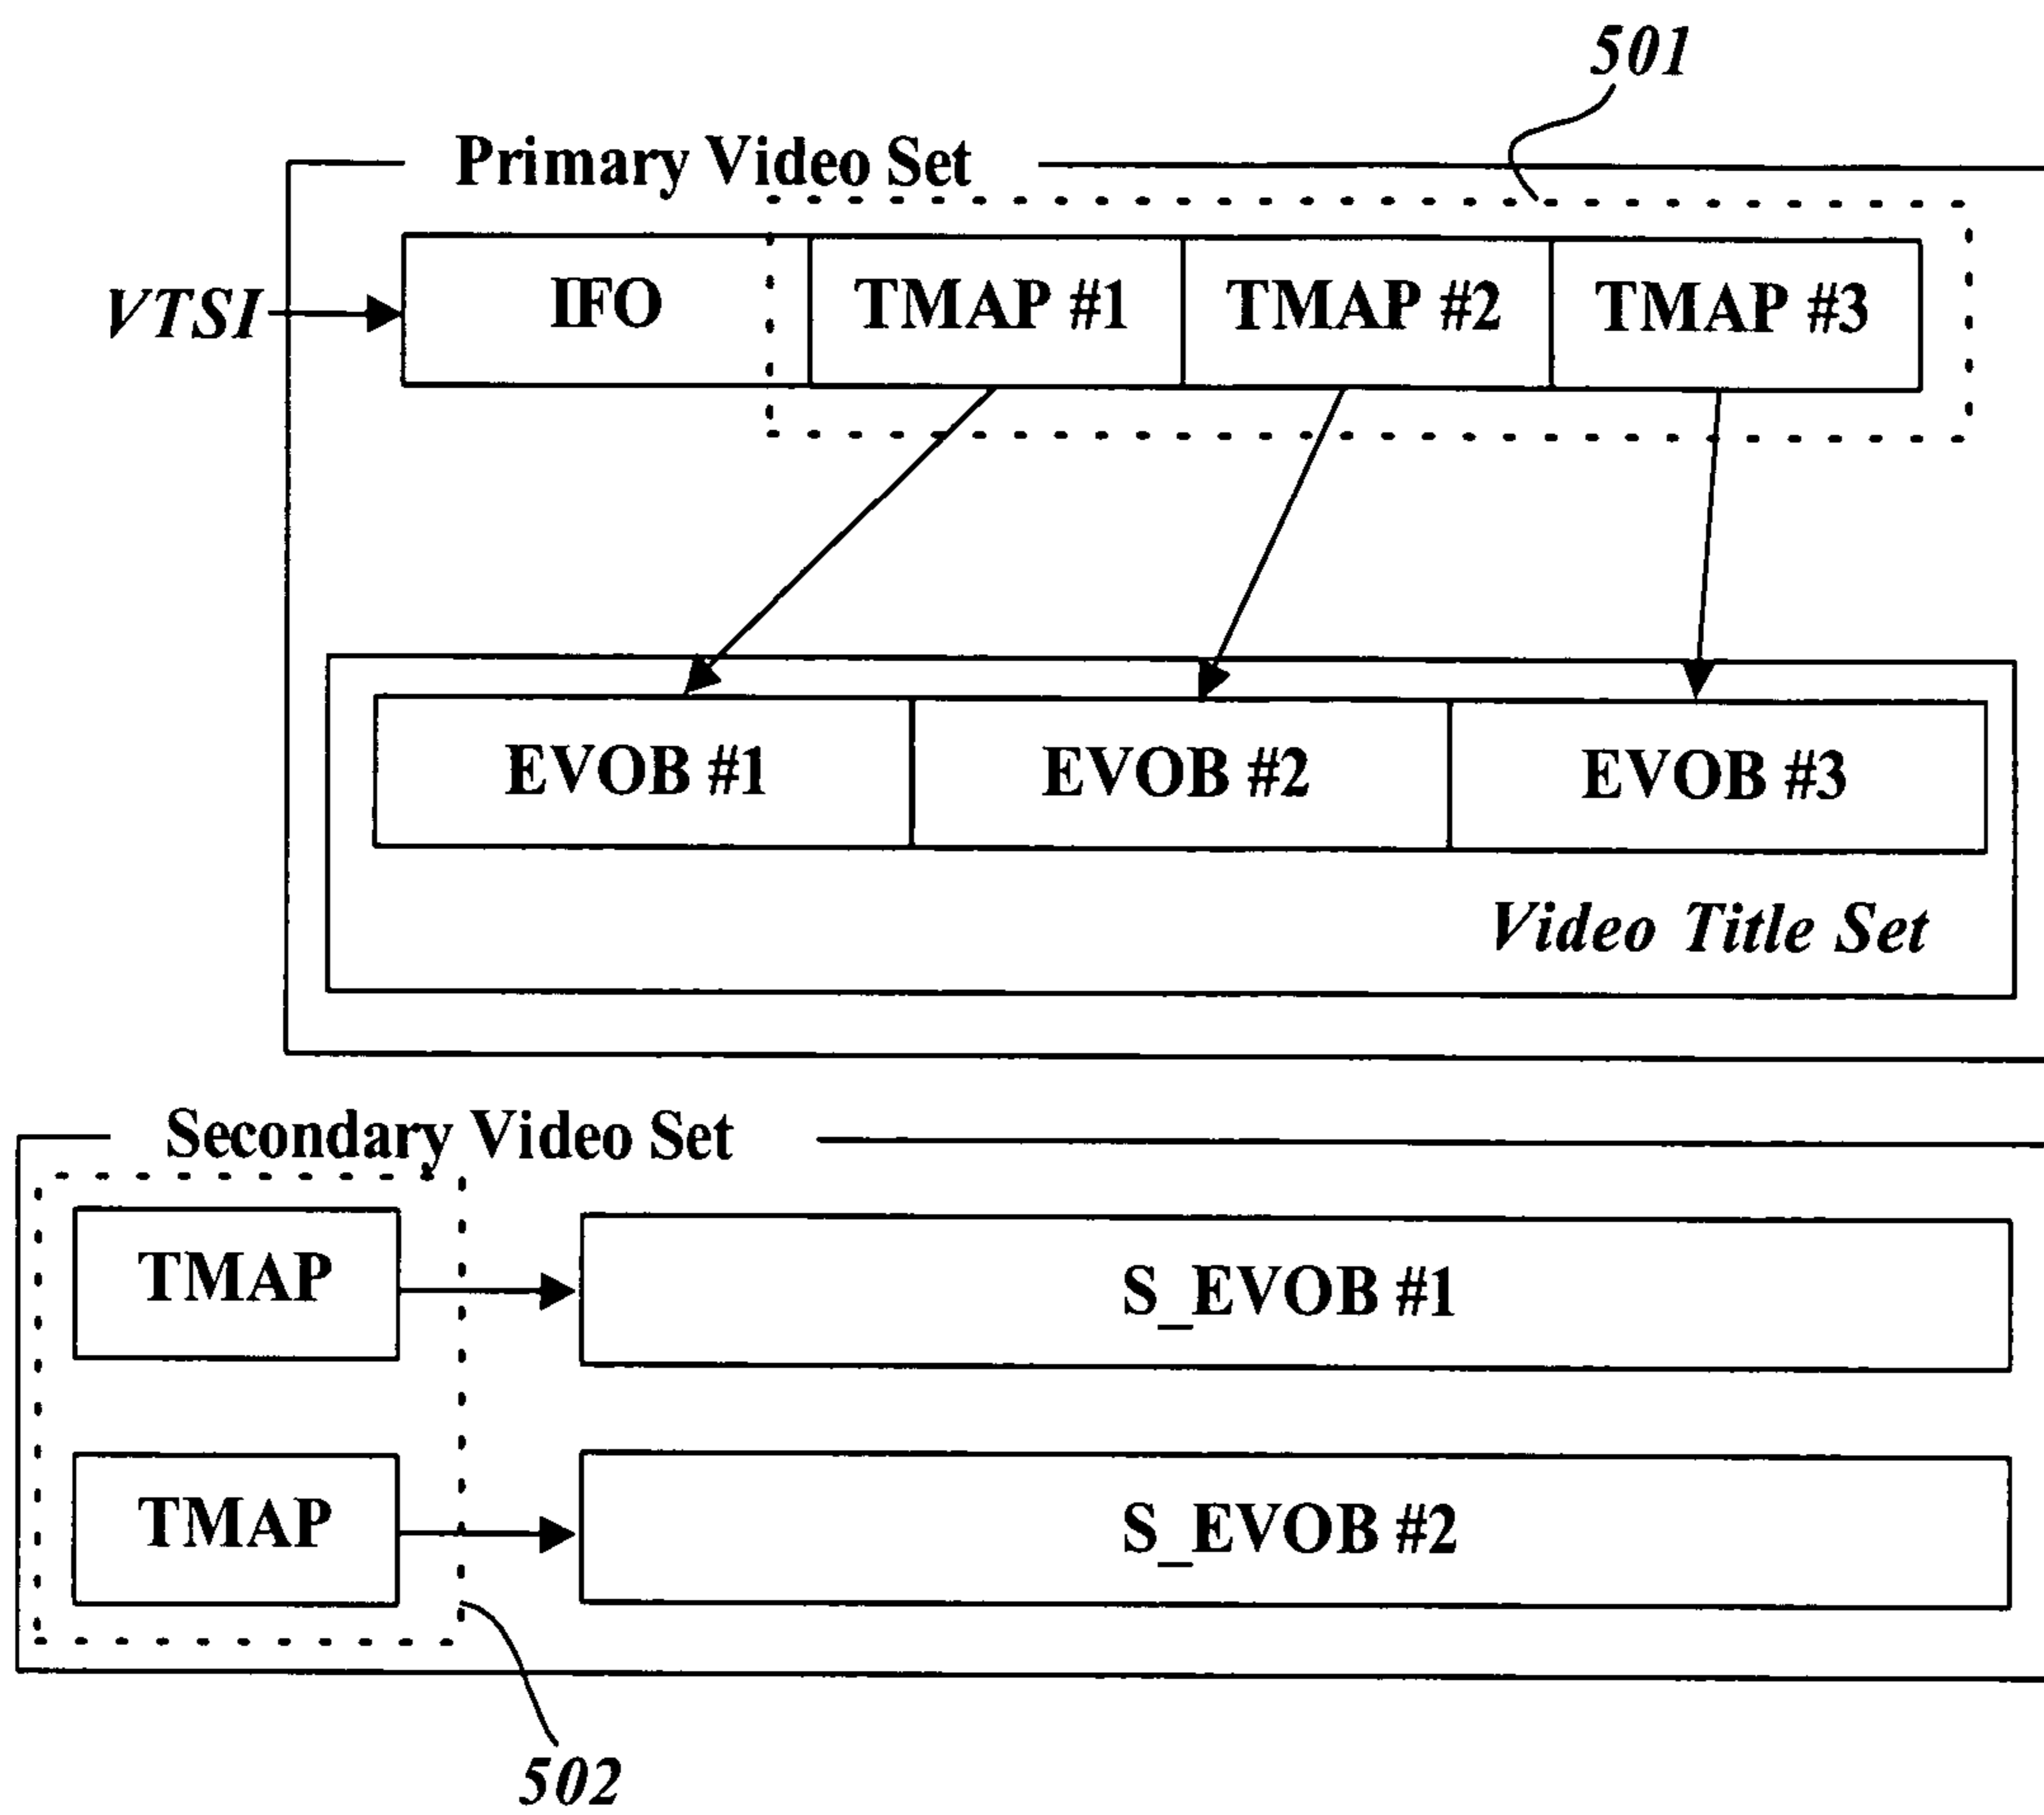 501
Primary Video Set
VTSI
IFO
TMAP #1
TMAP #2
TMAP #3
EVOB #1
EVOB #2
EVOB #3
Video Title Set
Secondary Video Set
TMAP
S_EVOB #1
TMAP
S_EVOB #2
502